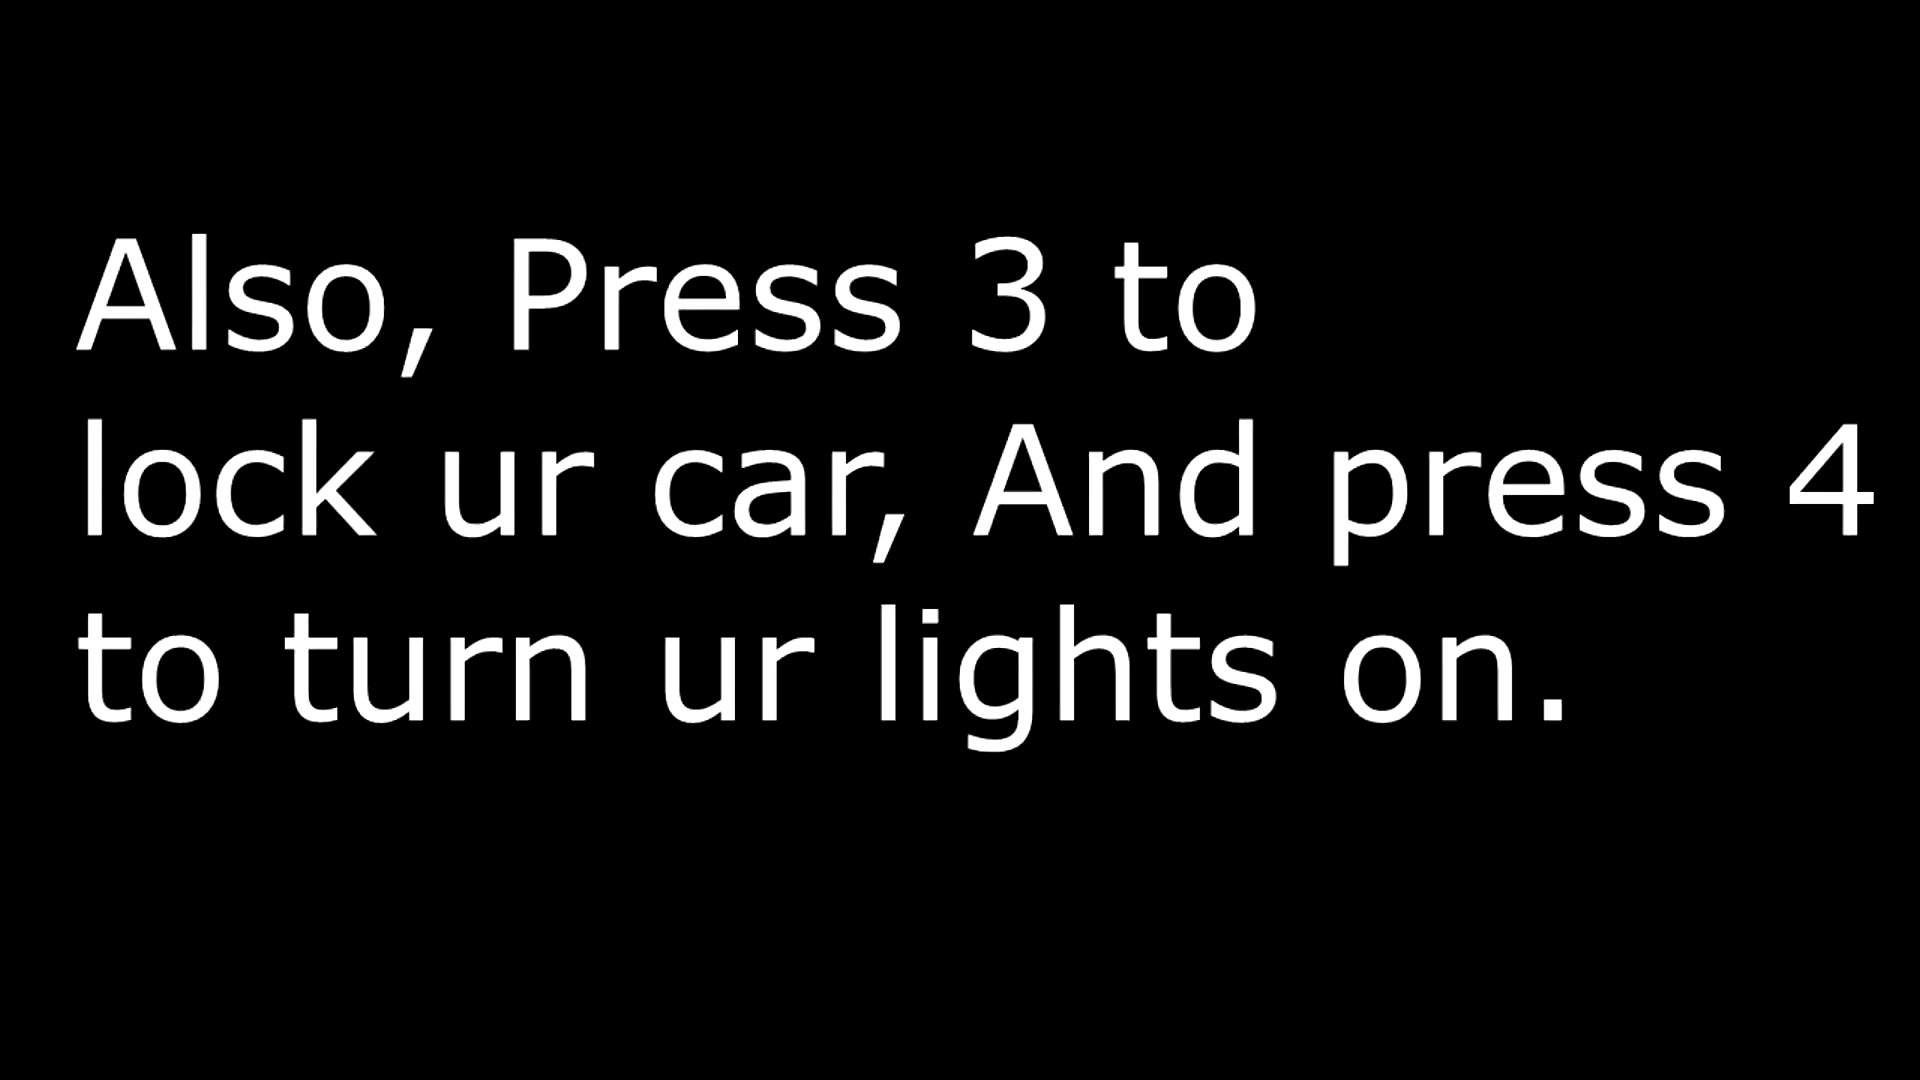 Also, Press 3 to
lock ur car, And press 4
to turn ur lights on.